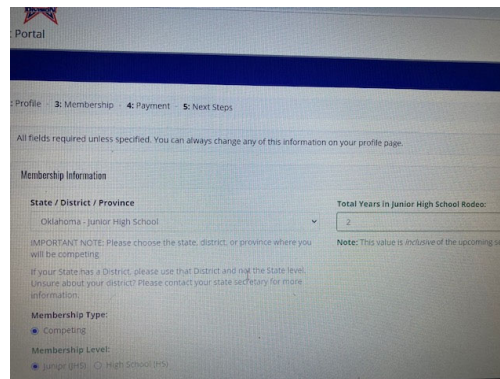 Portal
Profile - 3: Membership - 4: Payment - 5: Next Steps
All fields required unless specified. You can always change any of this information on your profile page.
Membership Information
State / District / Province
Total Years in Junior High School Rodeo:
Oklahoma - Junior High School
2
IMPORTANT NOTE: Please choose the state, district, or province where you
will be competing
Note: This value is inclusive of the upcoming
If your State has a District, please use that District and not the State level.
Unsure about your district? Please contact your state secretary for more
information.
Membership Type:
Competing
Membership Level:
Junior (JHS) High School (HS)